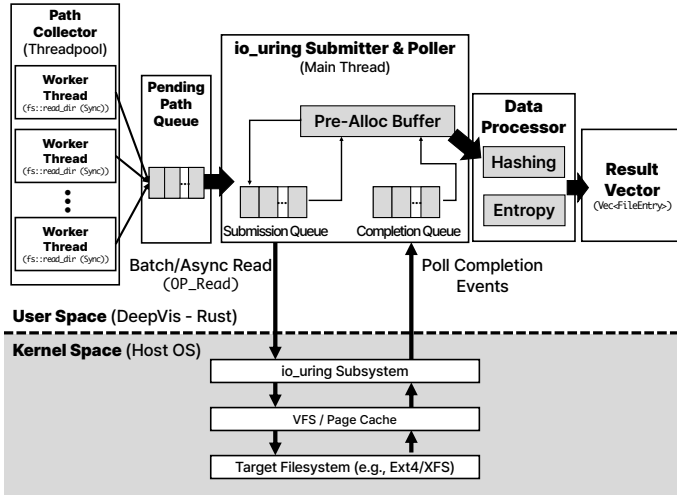 Path
Collector
(Threadpool)
Worker
Thread
(fs::read_dir (Sync))
Worker
Thread
(fs::read_dir (Sync))
Worker
Thread
(fs::read_dir (Sync))
Pending
Path
Queue
...
io_uring Submitter & Poller
(Main Thread)
Pre-Alloc Buffer
...
Submission Queue
...
Completion Queue
Data
Processor
Hashing
Entropy
Result
Vector
(Vec<FileEntry>)
Batch/Async Read
(OP_Read)
Poll Completion
Events
User Space (DeepVis - Rust)
Kernel Space (Host OS)
io_uring Subsystem
VFS / Page Cache
Target Filesystem (e.g., Ext4/XFS)